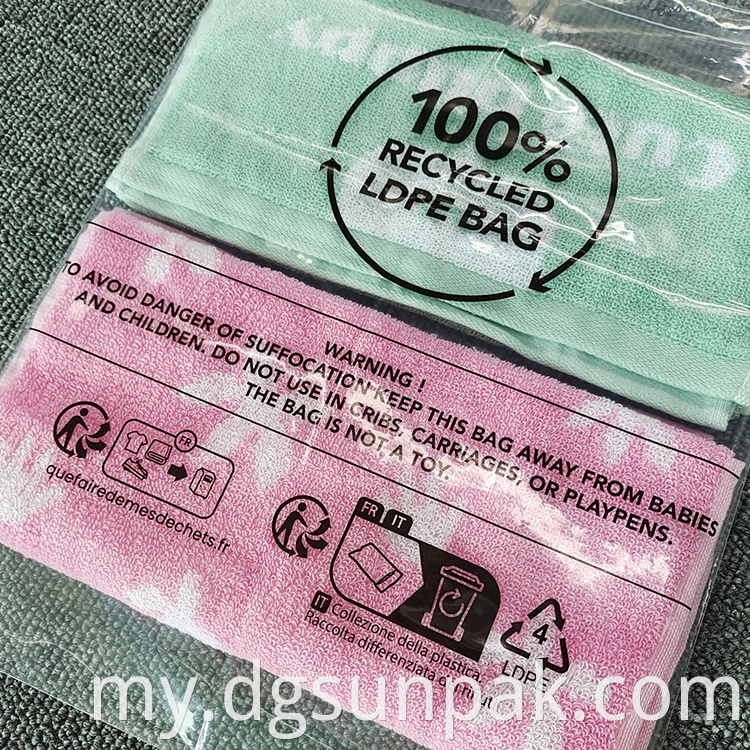 100%
RECYCLED
LDPE BAG
WARNING !
TO AVOID DANGER OF SUFFOCATION KEEP THIS BAG AWAY FROM BABIES
AND CHILDREN. DO NOT USE IN CRIBS, CARRIAGES, OR PLAYPENS.
THE BAG IS NOT A TOY.
FR
quefairedemesdechets.fr
FR IT
IT Collezione della plastica.
Raccolta differenziata
4
LDPE
my.dgsunpak.com